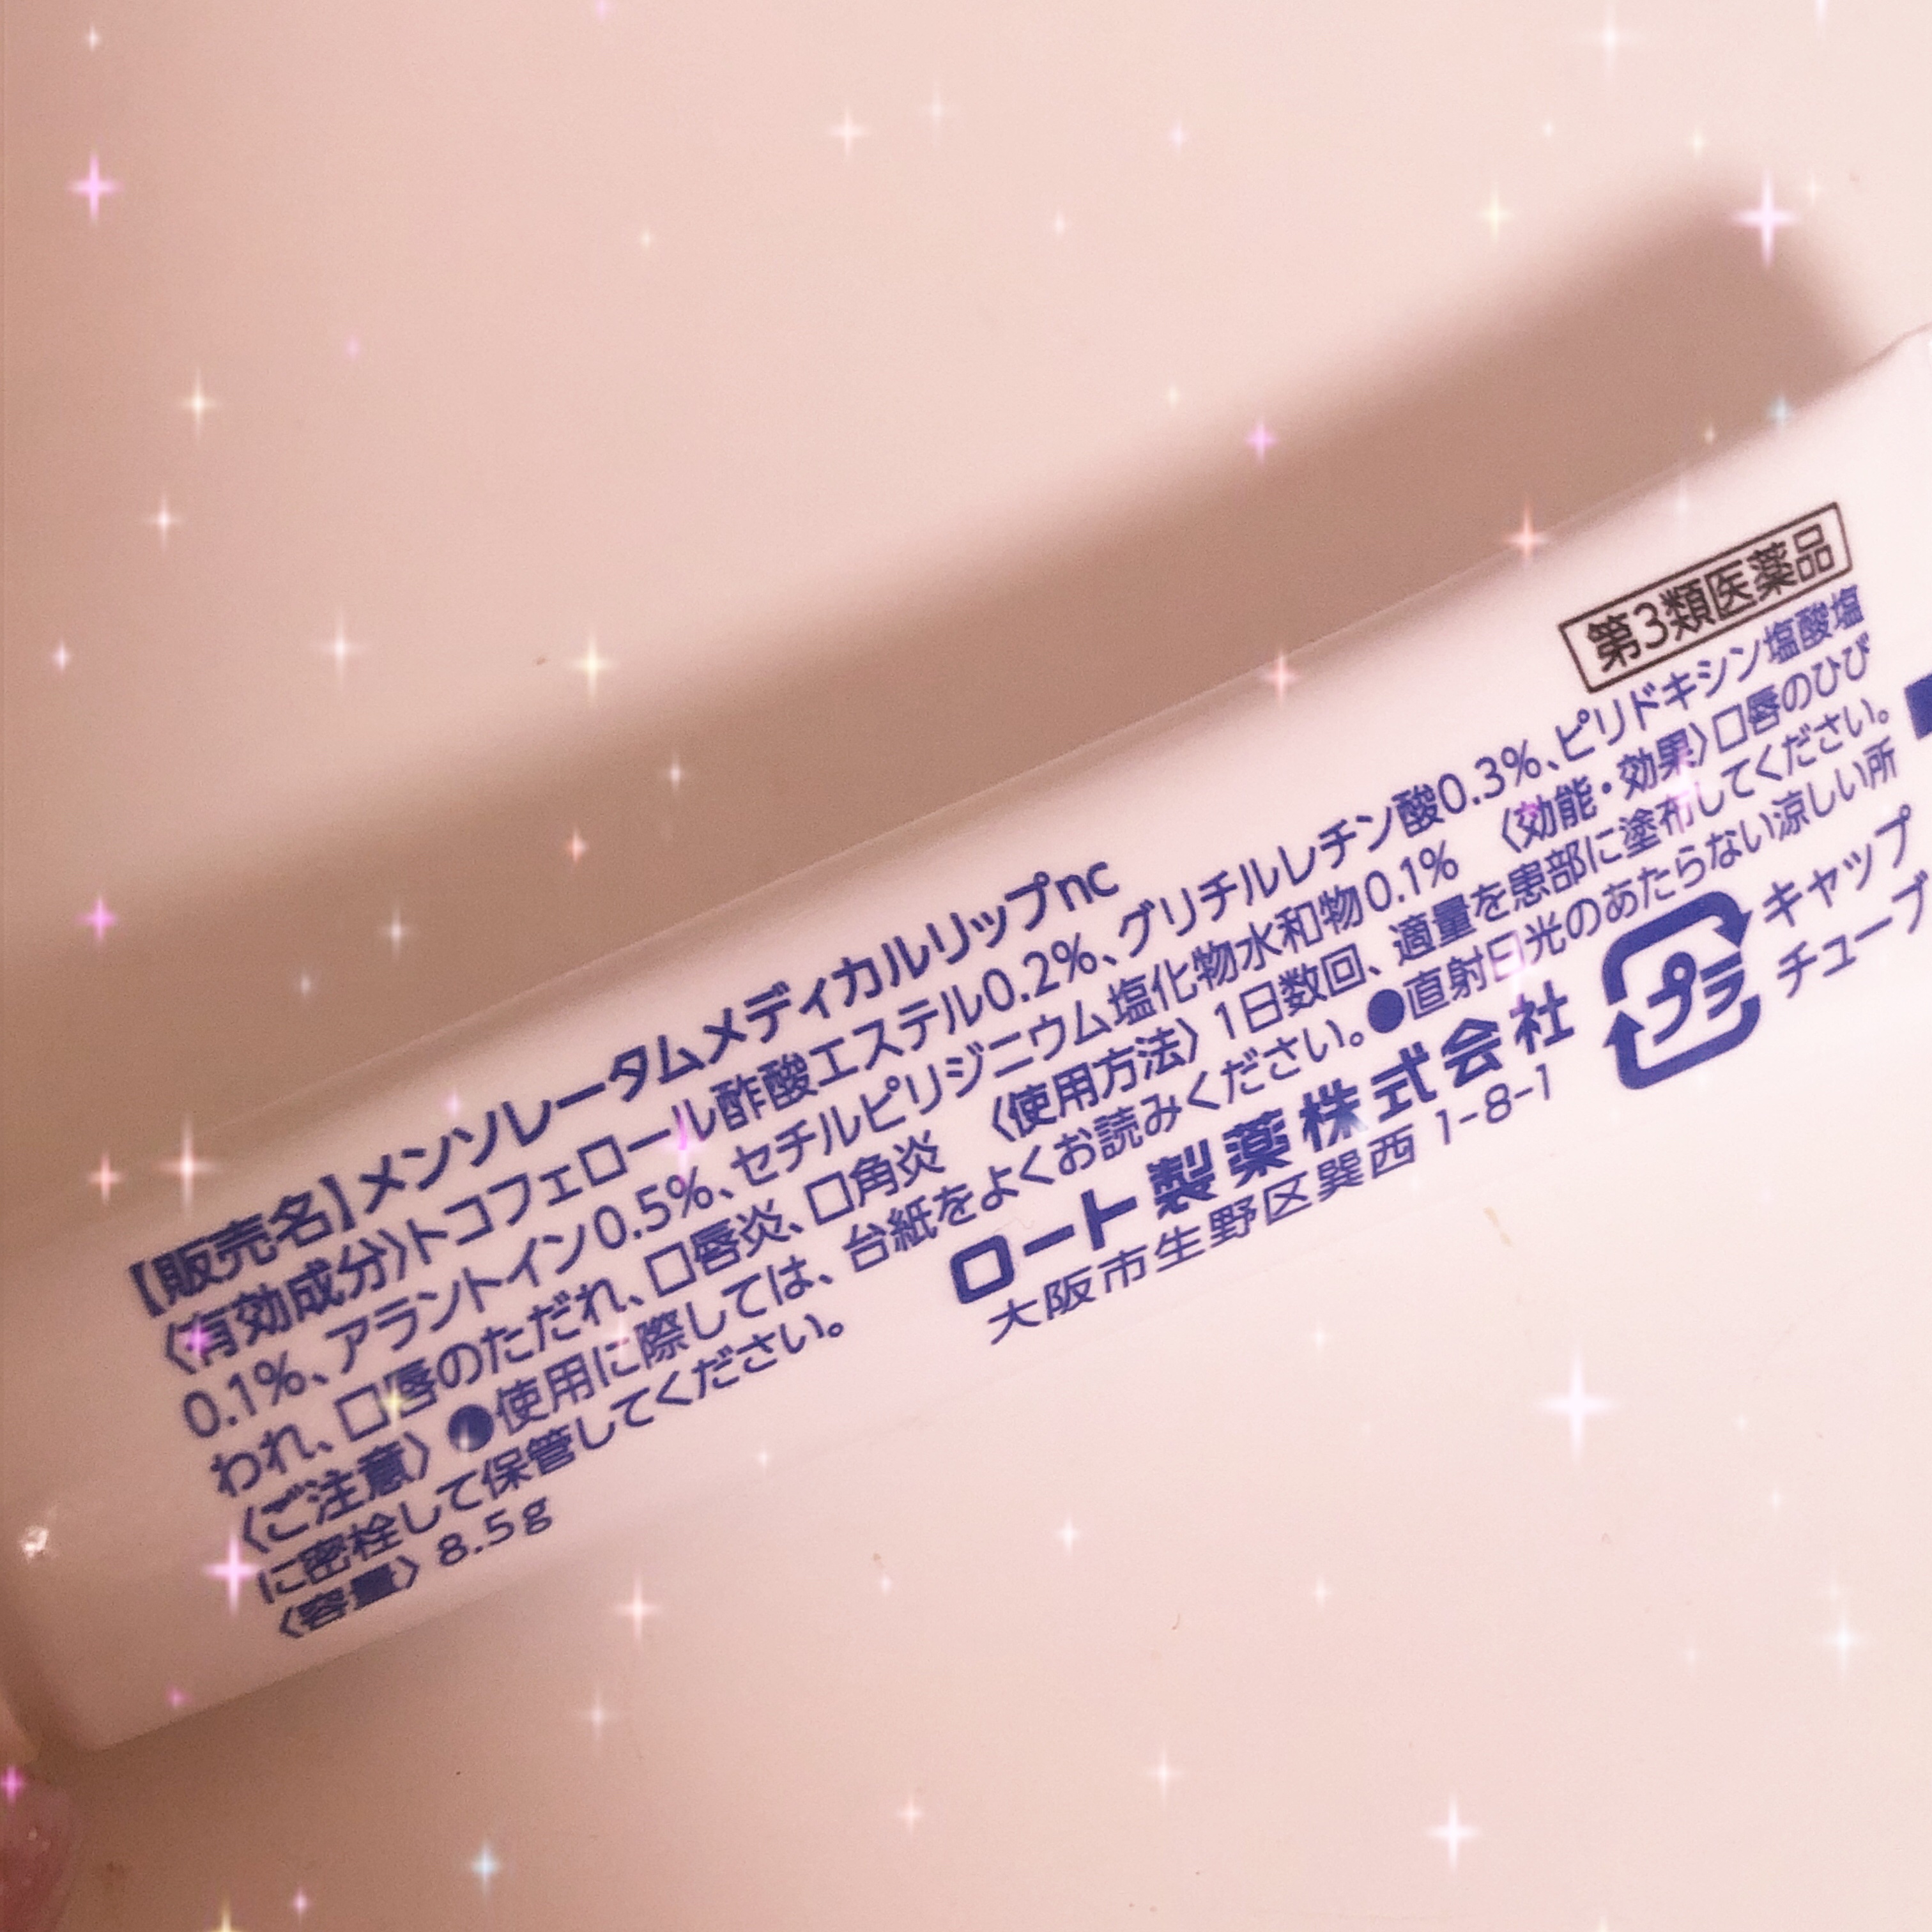 第3類医薬品
【販売名】メンソレータムメディカルリップnc
〈有効成分〉トコフェロール酢酸エステル0.2%、グリチルレチン酸0.3%、ピリドキシン塩酸塩
0.1%、アラントイン0.5%、セチルピリジニウム塩化物水和物0.1% 〈効能・効果〉口唇のひび
われ、口唇のただれ、口唇炎、口角炎 〈使用方法〉1日数回、適量を患部に塗布してください。
〈ご注意〉●使用に際しては、台紙をよくお読みください。●直射日光のあたらない涼しい所
に密栓して保管してください。
〈容量〉8.5g
ロート製薬株式会社
大阪市生野区巽西 1-8-1
プラ
キャップ
チューブ